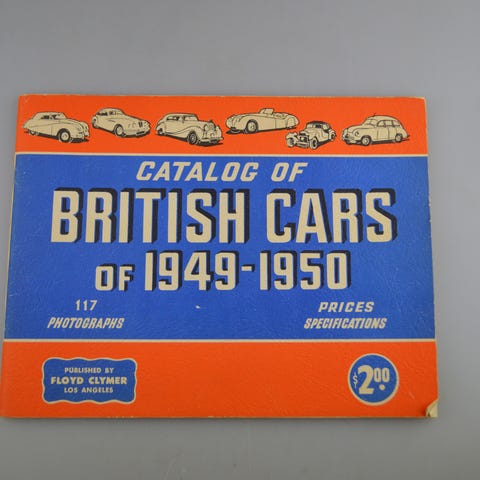 CATALOG OF
BRITISH CARS
OF 1949-1950
117
PHOTOGRAPHS
PRICES
SPECIFICATIONS
PUBLISHED BY
FLOYD CLYMER
LOS ANGELES
$2.00